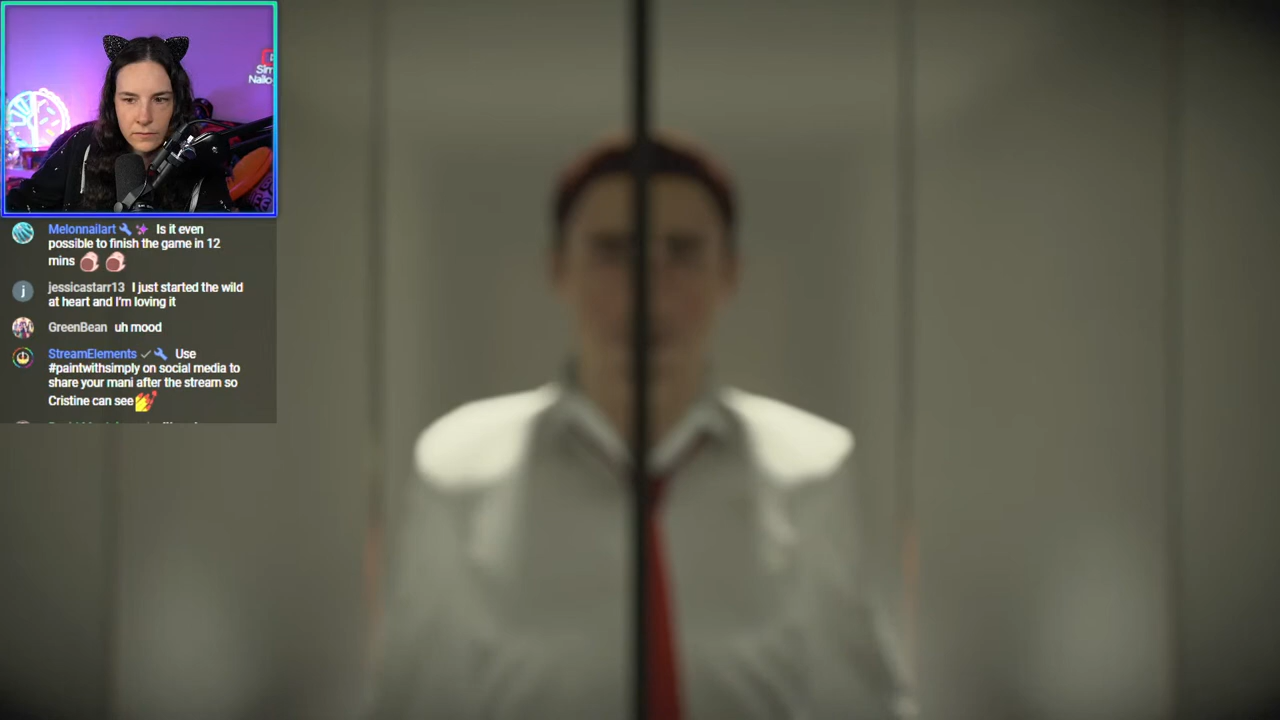 Melonnailart Is it even
possible to finish the game in 12
mins
jessicastarr13 I just started the wild
at heart and I'm loving it
GreenBean uh mood
StreamElements Use
#paintwithsimply on social media to
share your mani after the stream so
Cristine can see